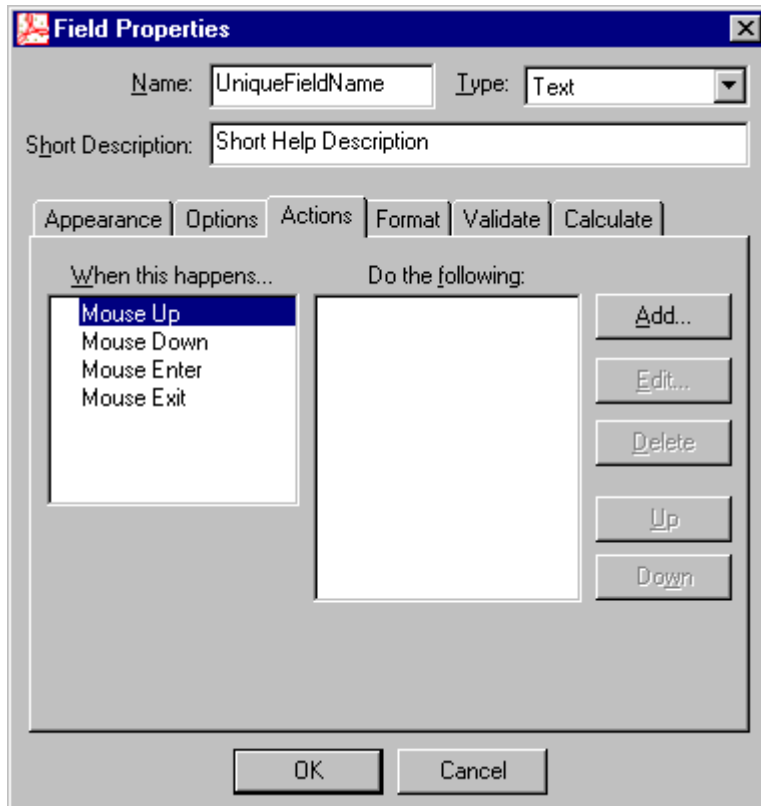 Field Properties
Name: UniqueFieldName Type: Text
Short Description: Short Help Description
Appearance Options Actions Format Validate Calculate
When this happens... Do the following:
Mouse Up
Mouse Down
Mouse Enter
Mouse Exit
Add...
Edit...
Delete
Up
Down
OK Cancel